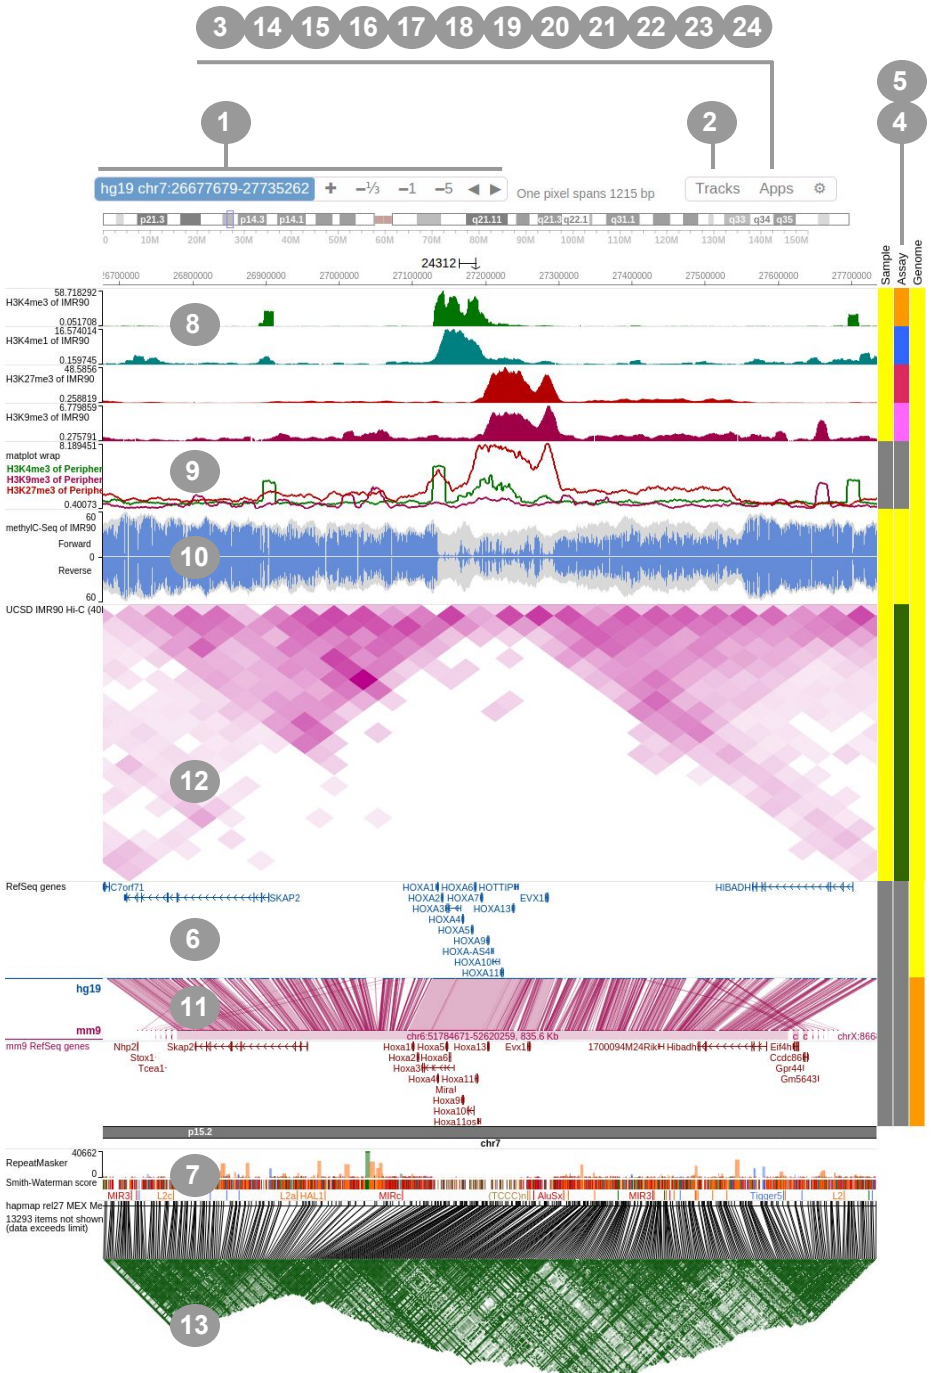 3 14 15 16 17 18 19 20 21 22 23 24
5
1 2 4
hg19 chr7:26677679-27735262 + −⅓ −1 −5 ◀ ▶ One pixel spans 1215 bp Tracks Apps ⚙
p21.3 p14.3 p14.1 q21.11 q21.3 q22.1 q31.1 q33 q34 q35
0 10M 20M 30M 40M 50M 60M 70M 80M 90M 100M 110M 120M 130M 140M 150M
24312
Sample Assay Genome
26700000 26800000 26900000 27000000 27100000 27200000 27300000 27400000 27500000 27600000 27700000
58.718292
H3K4me3 of IMR90
0.051708
8
16.574014
H3K4me1 of IMR90
0.159745
48.5856
H3K27me3 of IMR90
0.258819
6.779859
H3K9me3 of IMR90
0.275791
8.189451
matplot wrap
H3K4me3 of Peripher
H3K9me3 of Periphe
H3K27me3 of Periphe
0.40073
9
60
methylC-Seq of IMR90
Forward
0
Reverse
60
10
UCSD IMR90 Hi-C (40
12
RefSeq genes
C7orf71 HOXA1 HOXA6 HOTTIP HIBADH
SKAP2 HOXA2 HOXA7 EVX1
HOXA3 HOXA13
HOXA4
HOXA5
HOXA9
HOXA-AS4
HOXA10
HOXA11
6
hg19
11
mm9 chr6:51784671-52620259, 835.6 Kb c c chrX:866
mm9 RefSeq genes Nhp2l Skap2 Hoxa1 Hoxa5 Hoxa13 Evx1 1700094M24Rik Hibadh Eif4h
Stox1 Hoxa2 Hoxa6 Ccdc86
Tcea1 Hoxa3 Gpr44
Hoxa4 Hoxa11 Gm5643
Mira
Hoxa9
Hoxa10
Hoxa11os
p15.2
chr7
40662
RepeatMasker
0
7
Smith-Waterman score
MIR3 L2c L2a HAL1 MIRc (TCCC)n AluSx MIR3 Tigger5 L2
hapmap rel27 MEX Me
13293 items not shown
(data exceeds limit)
13